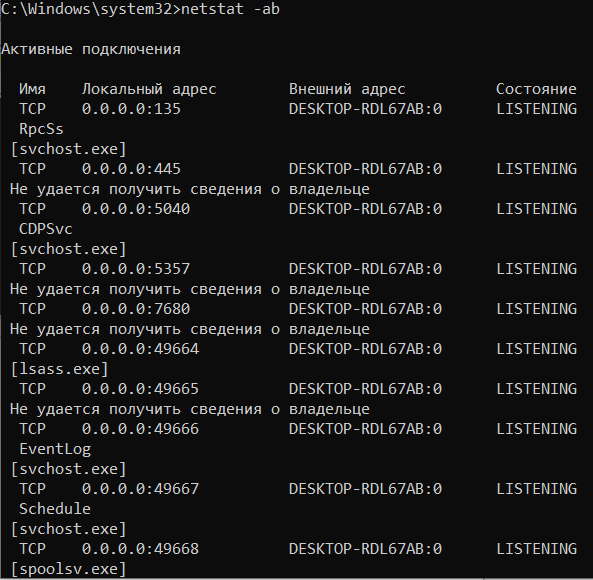 C:\Windows\system32>netstat -ab
Активные подключения
Имя Локальный адрес Внешний адрес Состояние
TCP 0.0.0.0:135 DESKTOP-RDL67AB:0 LISTENING
RpcSs
[svchost.exe]
TCP 0.0.0.0:445 DESKTOP-RDL67AB:0 LISTENING
Не удается получить сведения о владельце
TCP 0.0.0.0:5040 DESKTOP-RDL67AB:0 LISTENING
CDPSvc
[svchost.exe]
TCP 0.0.0.0:5357 DESKTOP-RDL67AB:0 LISTENING
Не удается получить сведения о владельце
TCP 0.0.0.0:7680 DESKTOP-RDL67AB:0 LISTENING
Не удается получить сведения о владельце
TCP 0.0.0.0:49664 DESKTOP-RDL67AB:0 LISTENING
[lsass.exe]
TCP 0.0.0.0:49665 DESKTOP-RDL67AB:0 LISTENING
Не удается получить сведения о владельце
TCP 0.0.0.0:49666 DESKTOP-RDL67AB:0 LISTENING
EventLog
[svchost.exe]
TCP 0.0.0.0:49667 DESKTOP-RDL67AB:0 LISTENING
Schedule
[svchost.exe]
TCP 0.0.0.0:49668 DESKTOP-RDL67AB:0 LISTENING
[spoolsv.exe]